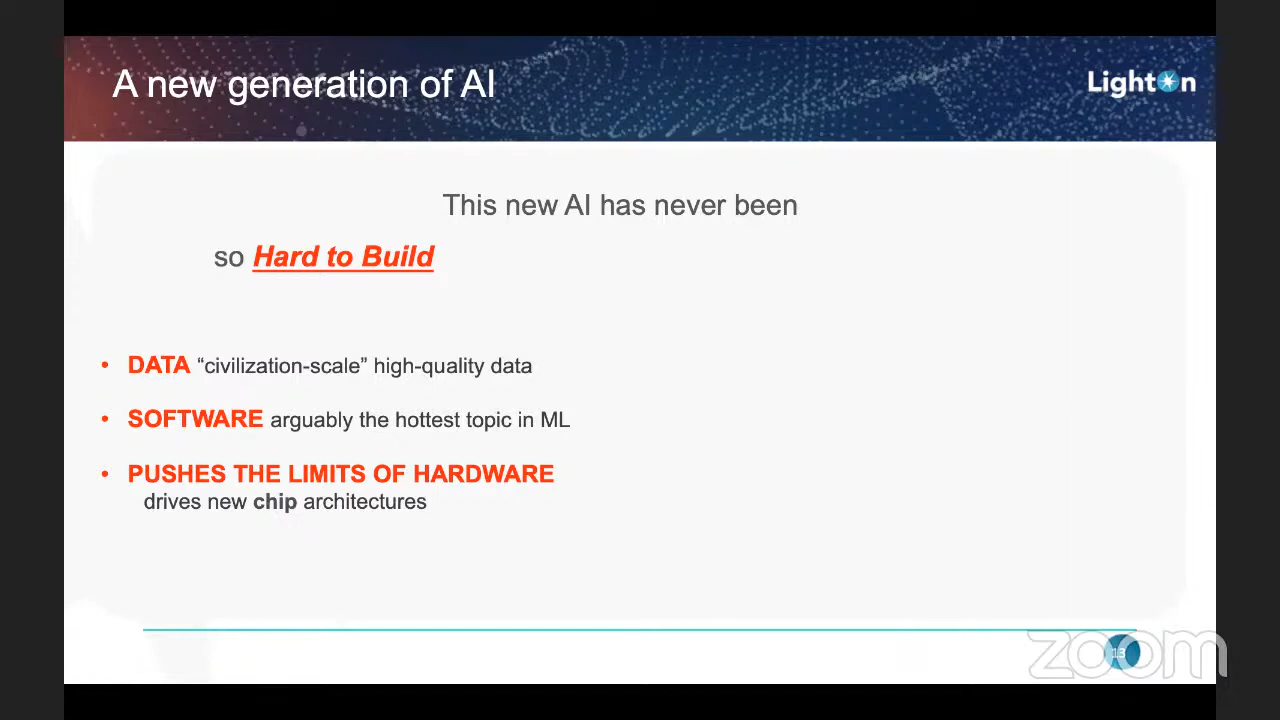 A new generation of AI
LightOn
This new AI has never been
so Hard to Build
• DATA “civilization-scale” high-quality data
• SOFTWARE arguably the hottest topic in ML
• PUSHES THE LIMITS OF HARDWARE
drives new chip architectures
13
zoom